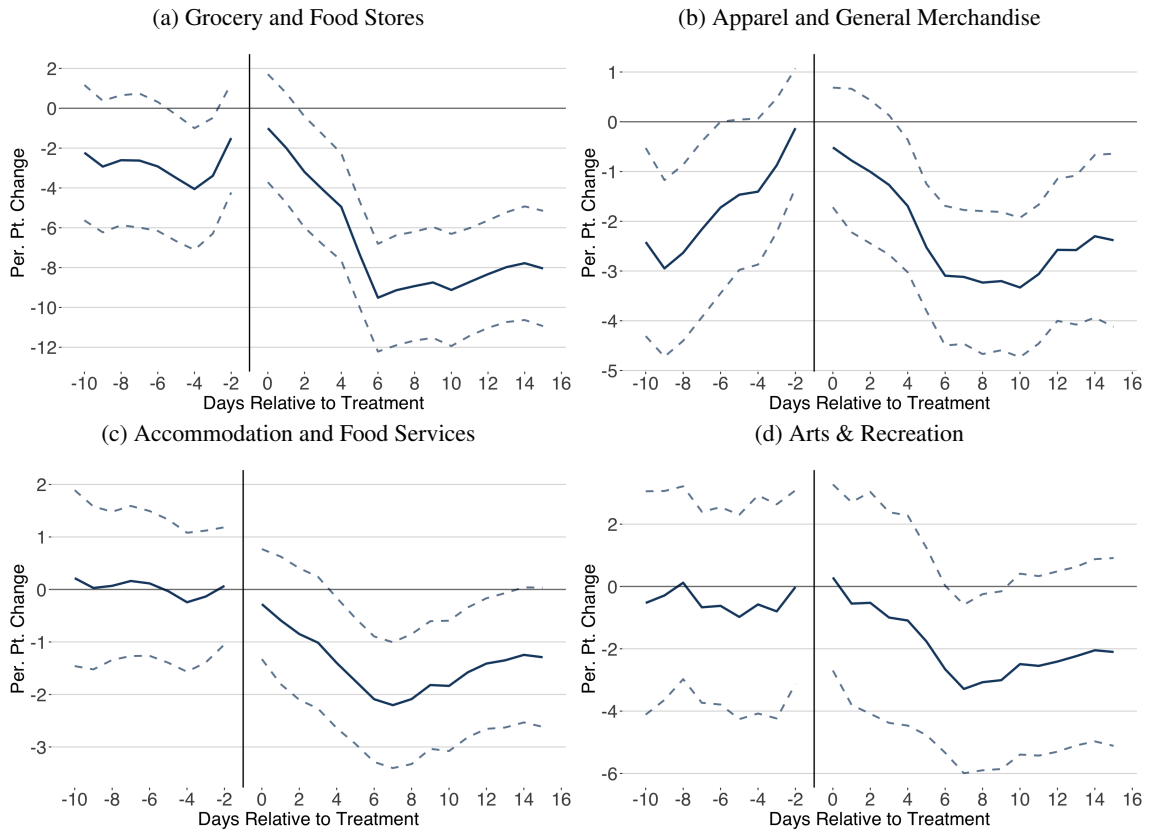 (a) Grocery and Food Stores
Per. Pt. Change
2
0
-2
-4
-6
-8
-10
-12
-10 -8 -6 -4 -2 0 2 4 6 8 10 12 14 16
Days Relative to Treatment
(b) Apparel and General Merchandise
Per. Pt. Change
1
0
-1
-2
-3
-4
-5
-10 -8 -6 -4 -2 0 2 4 6 8 10 12 14 16
Days Relative to Treatment
(c) Accommodation and Food Services
Per. Pt. Change
2
1
0
-1
-2
-3
-10 -8 -6 -4 -2 0 2 4 6 8 10 12 14 16
Days Relative to Treatment
(d) Arts & Recreation
Per. Pt. Change
2
0
-2
-4
-6
-10 -8 -6 -4 -2 0 2 4 6 8 10 12 14 16
Days Relative to Treatment